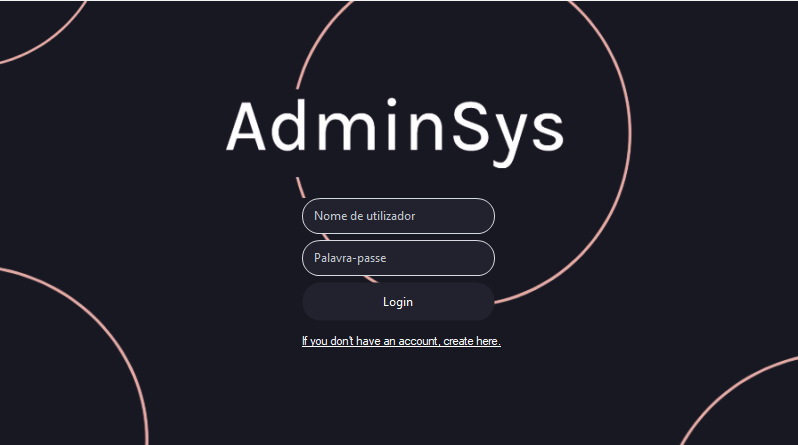 AdminSys
Nome de utilizador
Palavra-passe
Login
If you don't have an account, create here.